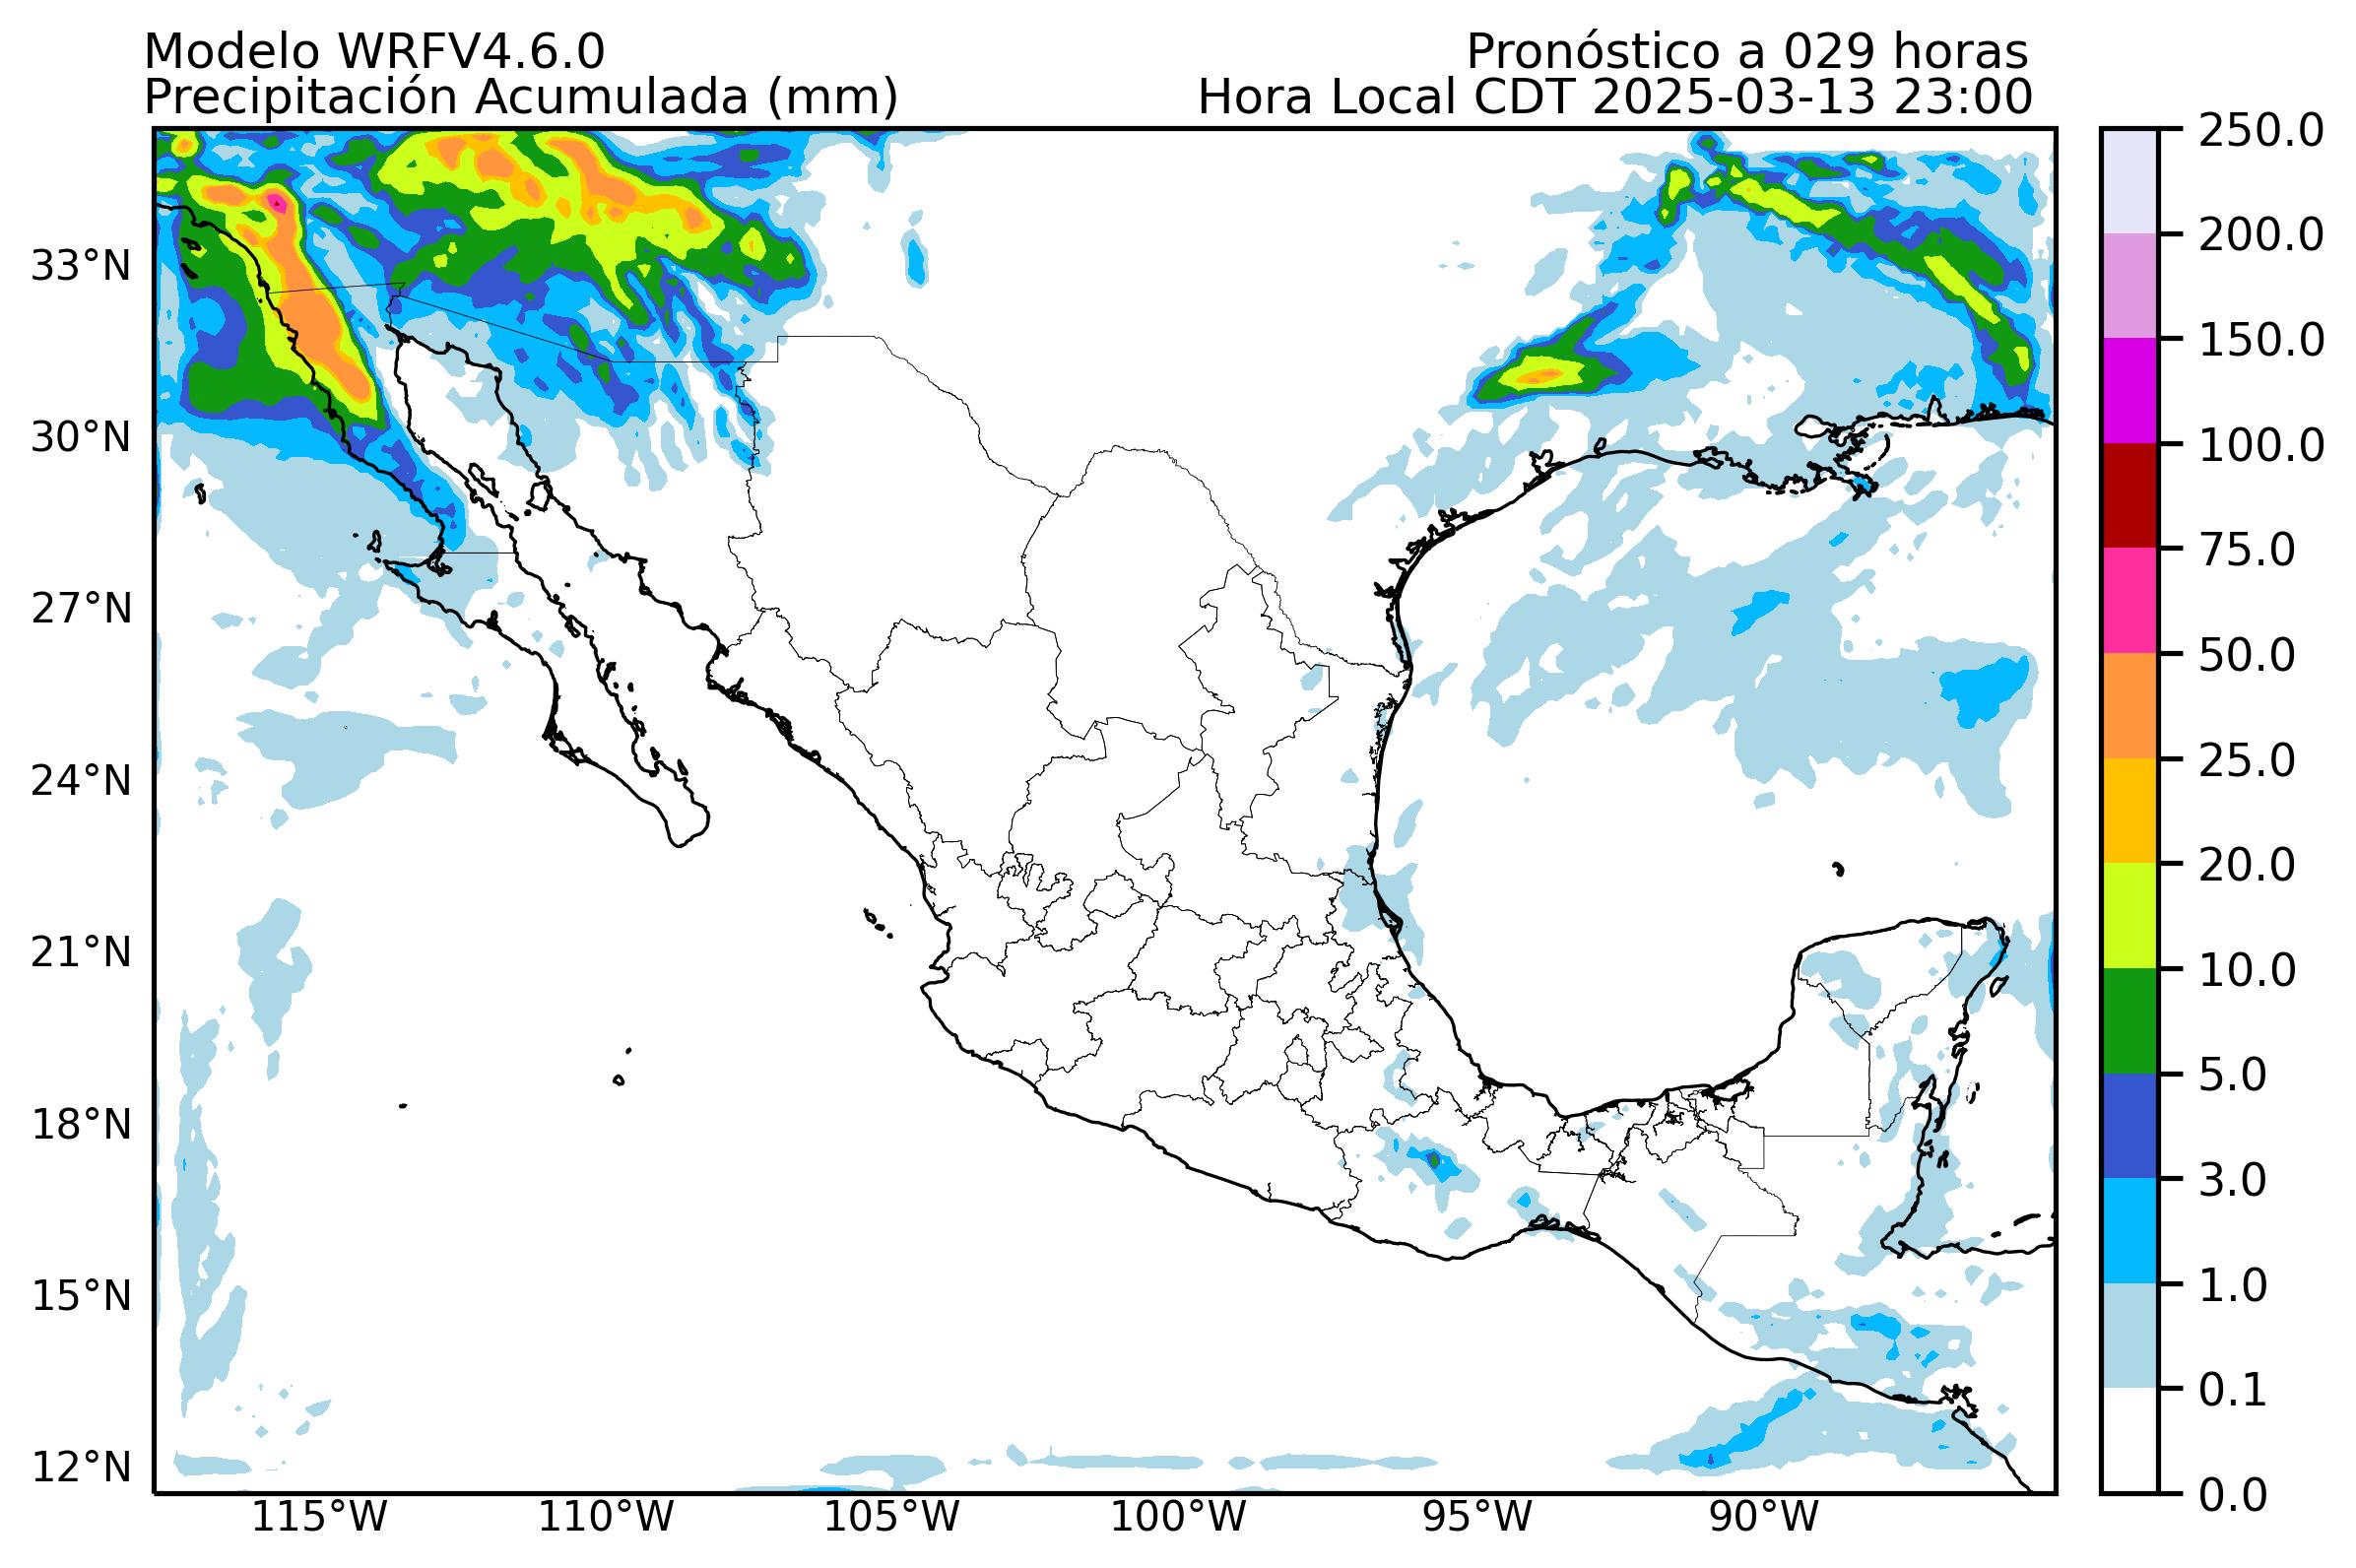 Modelo WRFV4.6.0
Pronóstico a 029 horas
Precipitación Acumulada (mm)
Hora Local CDT 2025-03-13 23:00
250.0
200.0
150.0
100.0
75.0
50.0
25.0
20.0
10.0
5.0
3.0
1.0
0.1
0.0
33°N
30°N
27°N
24°N
21°N
18°N
15°N
12°N
115°W
110°W
105°W
100°W
95°W
90°W